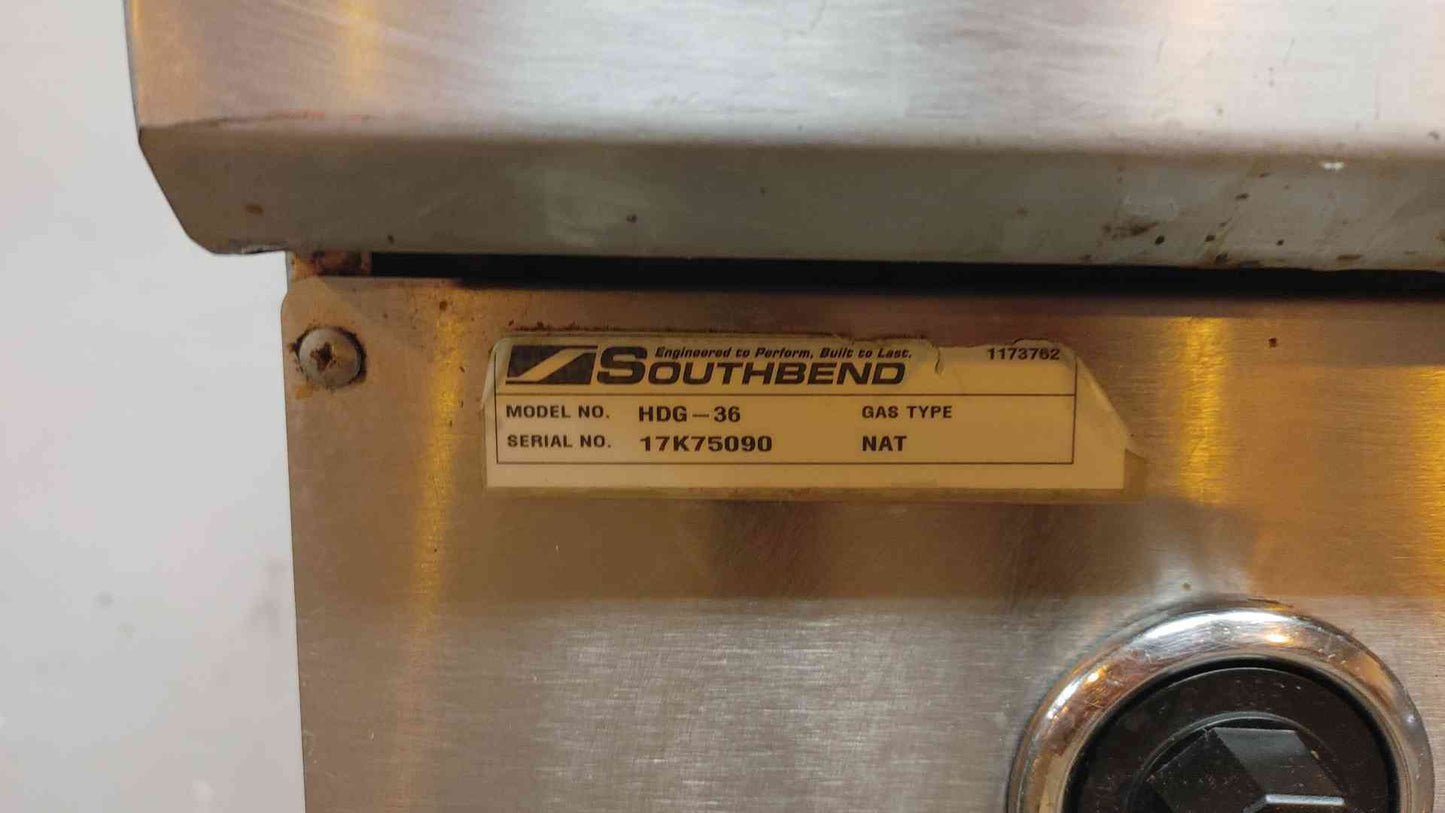 Engineered to Perform, Built to Last. 1173762
SOUTHBEND
MODEL NO. HDG-36 GAS TYPE
SERIAL NO. 17K75090 NAT